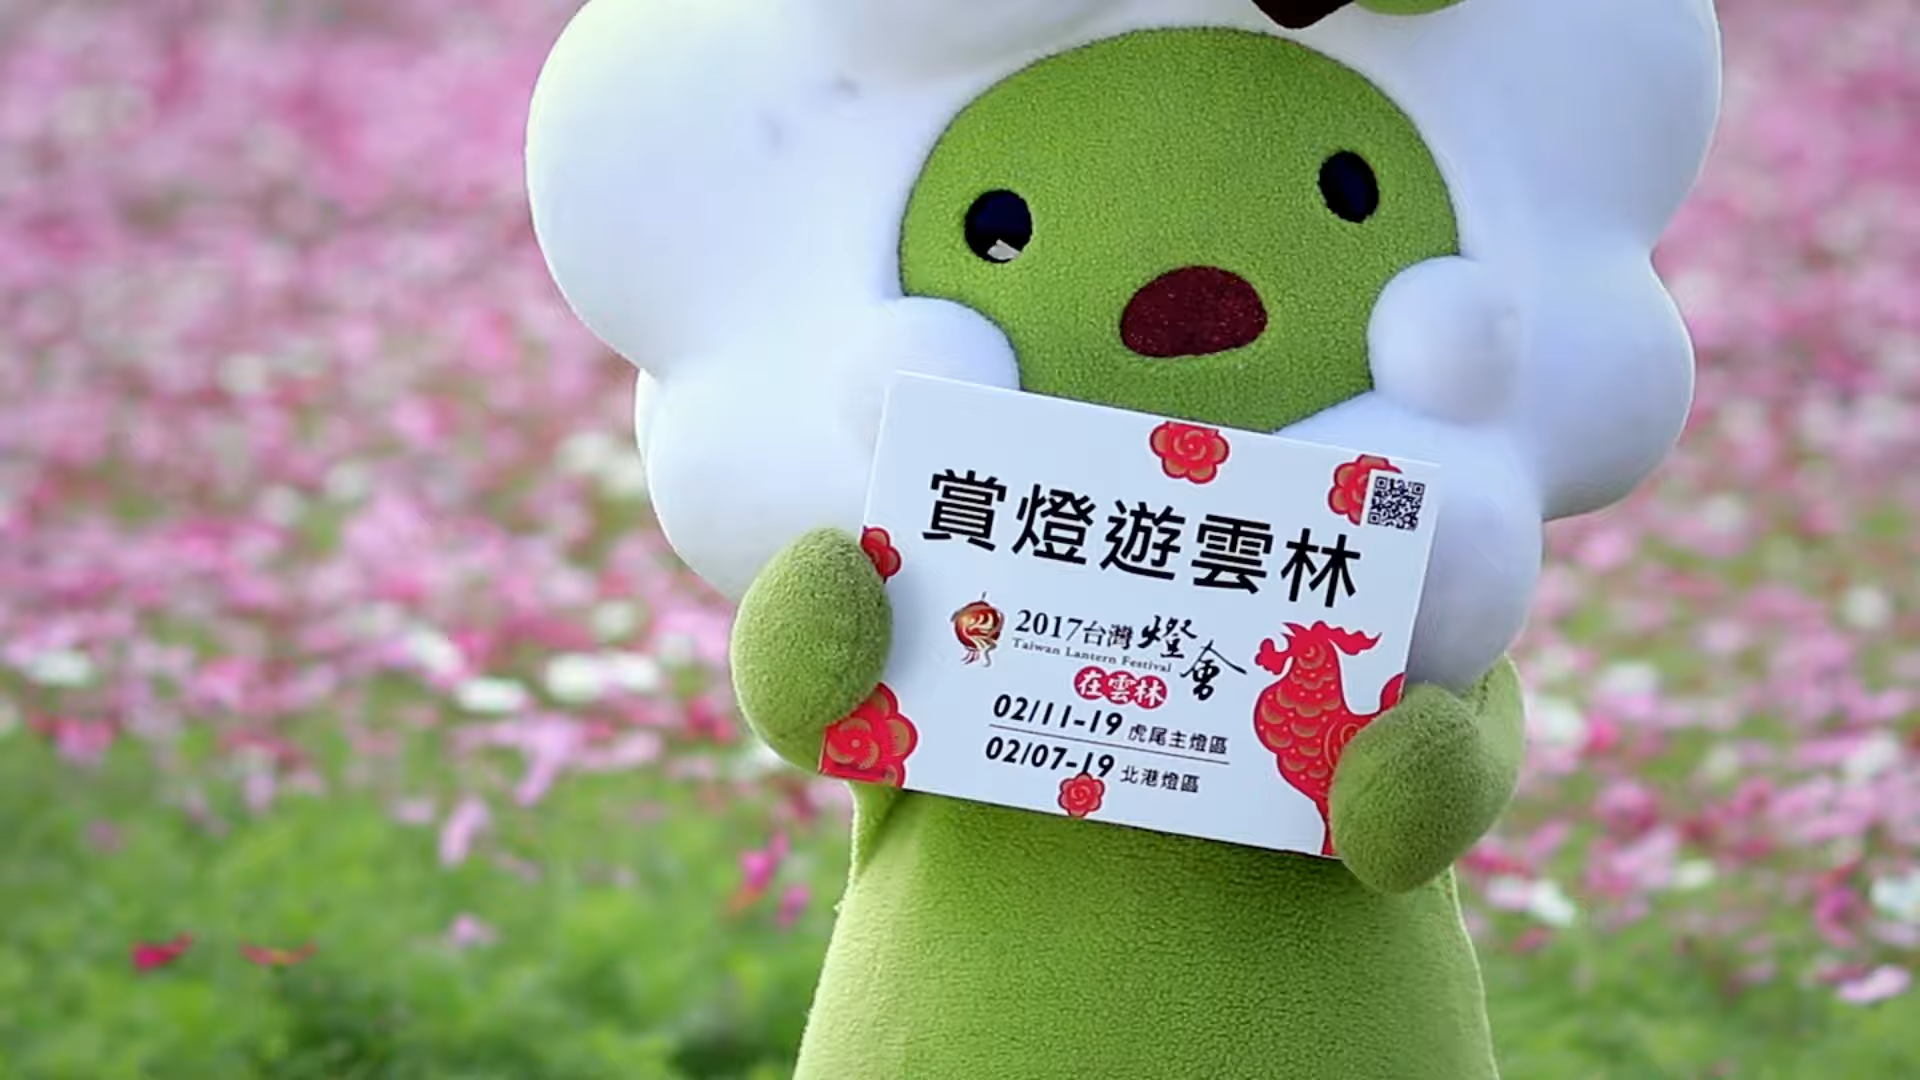 賞燈遊雲林
2017台灣燈會
Taiwan Lantern Festival
在雲林
02/11-19 虎尾主燈區
02/07-19 北港燈區